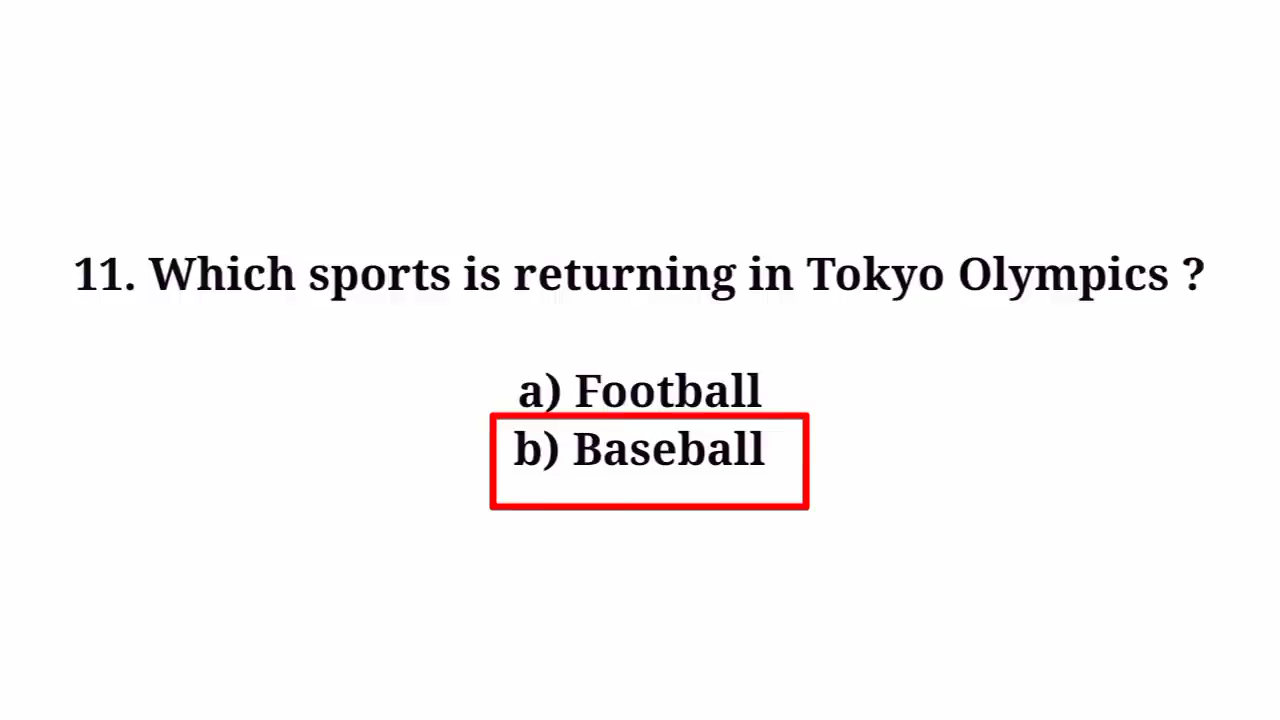 11. Which sports is returning in Tokyo Olympics ?
a) Football
b) Baseball